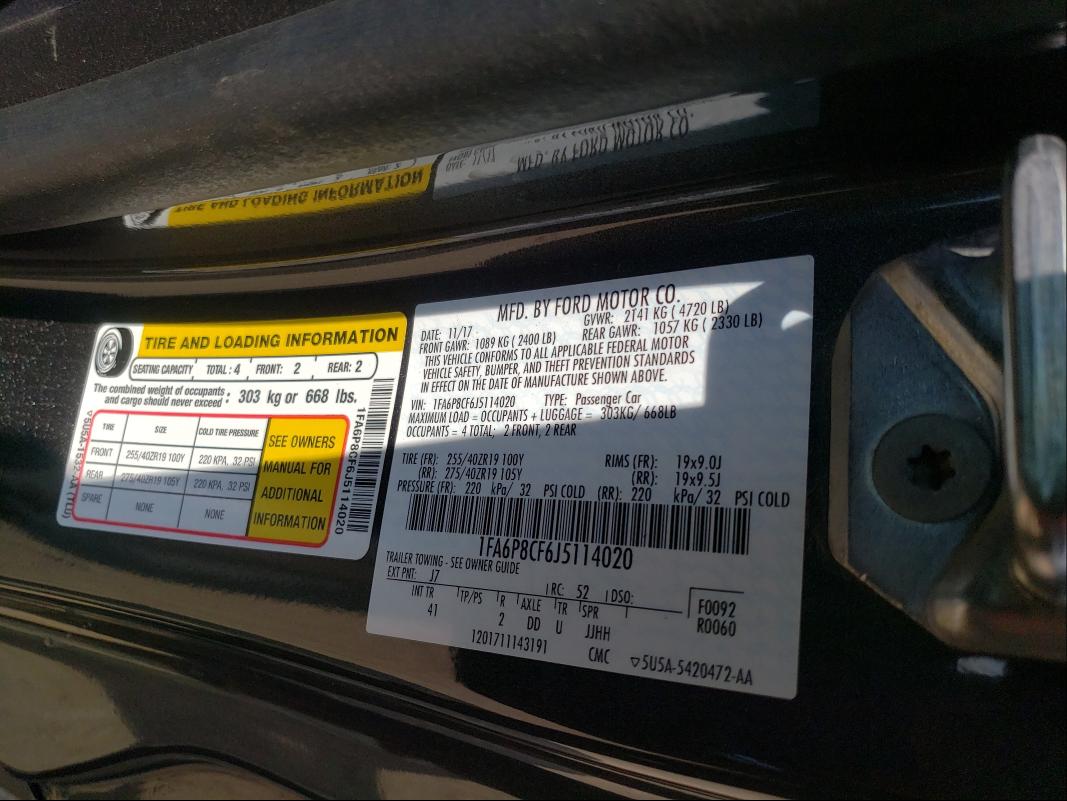 TIRE AND LOADING INFORMATION
SEATING CAPACITY TOTAL: 4 FRONT: 2 REAR: 2
The combined weight of occupants and cargo should never exceed : 303 kg or 668 lbs.
TIRE SIZE COLD TIRE PRESSURE
FRONT 255/40ZR19 100Y 220 KPA, 32 PSI
REAR 275/40ZR19 105Y 220 KPA, 32 PSI
SPARE NONE NONE
SEE OWNERS
MANUAL FOR
ADDITIONAL
INFORMATION
5U5A-1532-AA (TLU)
1FA6P8CF6J5114020
MFD. BY FORD MOTOR CO.
DATE: 11/17 GVWR: 2141 KG ( 4720 LB)
FRONT GAWR: 1089 KG ( 2400 LB) REAR GAWR: 1057 KG ( 2330 LB)
THIS VEHICLE CONFORMS TO ALL APPLICABLE FEDERAL MOTOR
VEHICLE SAFETY, BUMPER, AND THEFT PREVENTION STANDARDS
IN EFFECT ON THE DATE OF MANUFACTURE SHOWN ABOVE.
VIN: 1FA6P8CF6J5114020 TYPE: Passenger Car
MAXIMUM LOAD = OCCUPANTS + LUGGAGE = 303KG/ 668LB
OCCUPANTS = 4 TOTAL; 2 FRONT, 2 REAR
TIRE (FR): 255/40ZR19 100Y RIMS (FR): 19x9.0J
(RR): 275/40ZR19 105Y (RR): 19x9.5J
PRESSURE (FR): 220 kPa/ 32 PSI COLD (RR): 220 kPa/ 32 PSI COLD
1FA6P8CF6J5114020
TRAILER TOWING - SEE OWNER GUIDE
EXT PNT: J7 RC: 52 DSO:
INT TR TP/PS R AXLE TR SPR F0092
41 2 DD U JJHH R0060
1201711143191 CMC 5U5A-5420472-AA